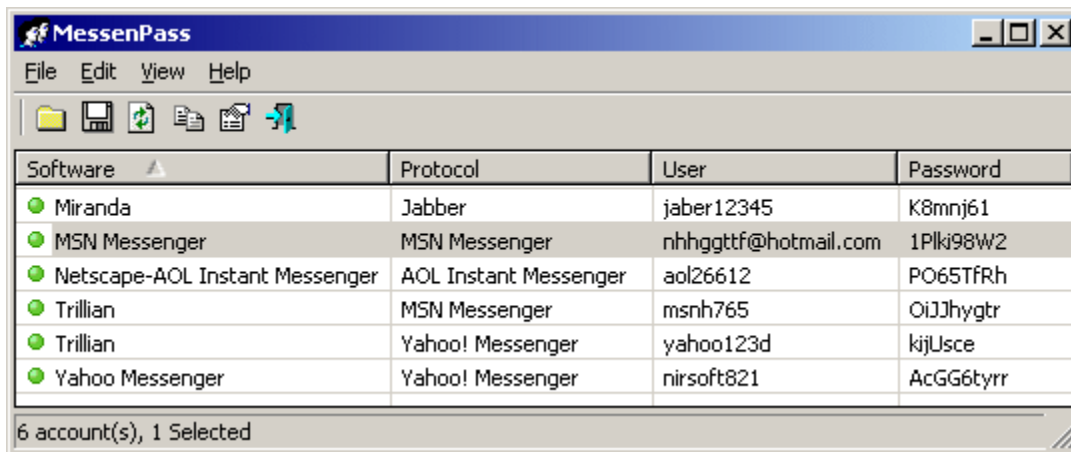 MessenPass
File Edit View Help
Software Protocol User Password
Miranda Jabber jaber12345 K8mnj61
MSN Messenger MSN Messenger nhhggttf@hotmail.com 1Plki98W2
Netscape-AOL Instant Messenger AOL Instant Messenger aol26612 PO65TfRh
Trillian MSN Messenger msnh765 OiJJhygtr
Trillian Yahoo! Messenger yahoo123d kijUsce
Yahoo Messenger Yahoo! Messenger nirsoft821 AcGG6tyrr
6 account(s), 1 Selected